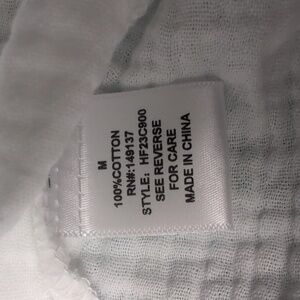 M
100%COTTON
RN#:149137
STYLE: HF23C900
SEE REVERSE
FOR CARE
MADE IN CHINA